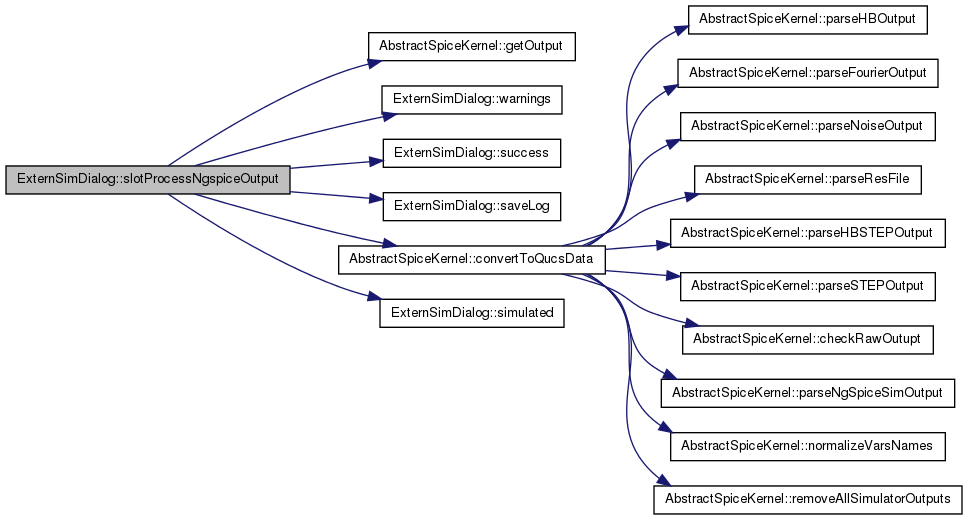 ExternSimDialog::slotProcessNgspiceOutput
AbstractSpiceKernel::getOutput
ExternSimDialog::warnings
ExternSimDialog::success
ExternSimDialog::saveLog
AbstractSpiceKernel::convertToQucsData
ExternSimDialog::simulated
AbstractSpiceKernel::parseHBOutput
AbstractSpiceKernel::parseFourierOutput
AbstractSpiceKernel::parseNoiseOutput
AbstractSpiceKernel::parseResFile
AbstractSpiceKernel::parseHBSTEPOutput
AbstractSpiceKernel::parseSTEPOutput
AbstractSpiceKernel::checkRawOutupt
AbstractSpiceKernel::parseNgSpiceSimOutput
AbstractSpiceKernel::normalizeVarsNames
AbstractSpiceKernel::removeAllSimulatorOutputs